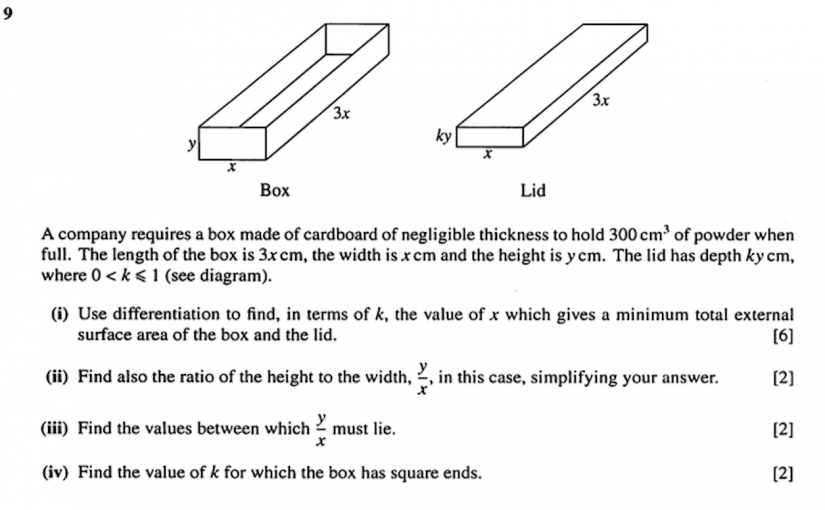 9
3x
y
x
Box
3x
ky
x
Lid
A company requires a box made of cardboard of negligible thickness to hold 300 cm³ of powder when
full. The length of the box is 3x cm, the width is x cm and the height is y cm. The lid has depth ky cm,
where 0 < k ⩽ 1 (see diagram).
(i) Use differentiation to find, in terms of k, the value of x which gives a minimum total external
surface area of the box and the lid. [6]
(ii) Find also the ratio of the height to the width, y/x, in this case, simplifying your answer. [2]
(iii) Find the values between which y/x must lie. [2]
(iv) Find the value of k for which the box has square ends. [2]